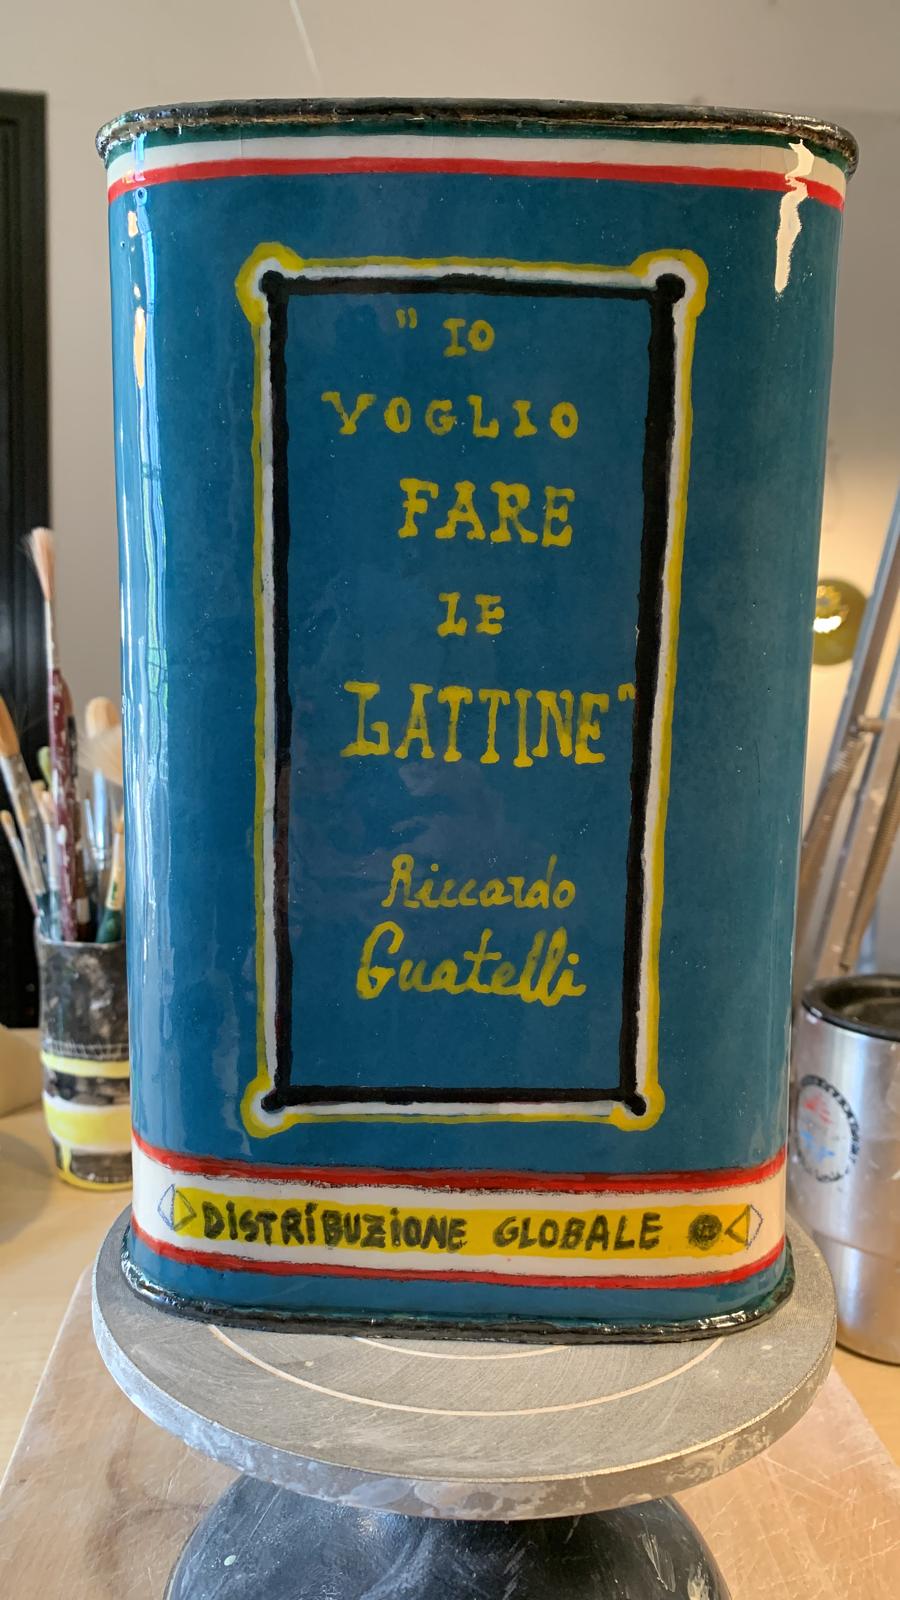 " IO
VOGLIO
FARE
LE
LATTINE"
Riccardo
Guatelli
DISTRIBUZIONE GLOBALE